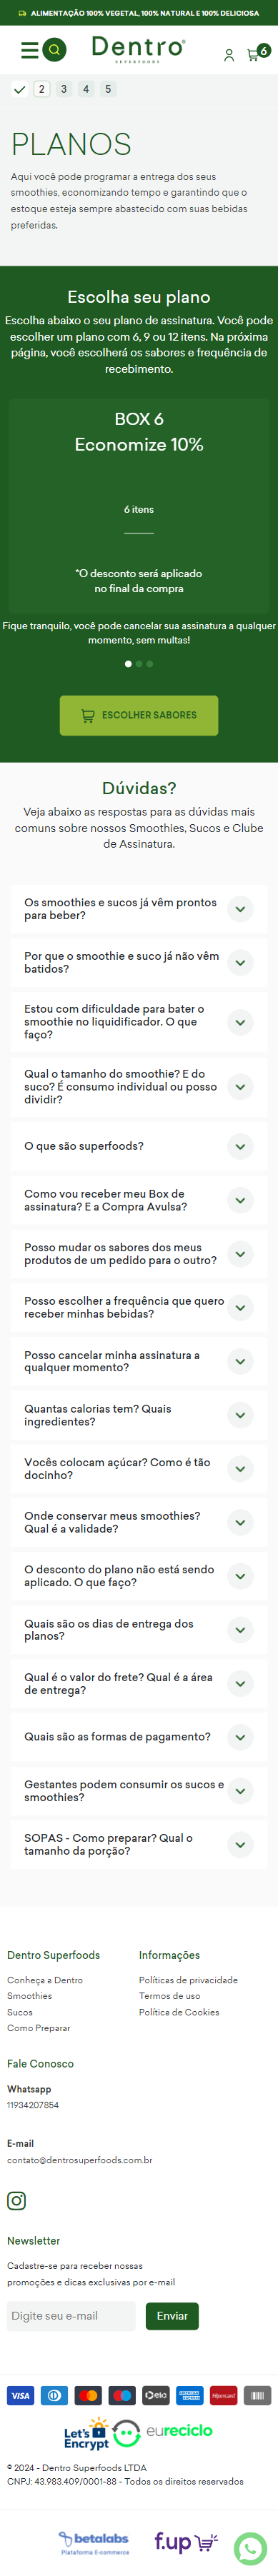 ALIMENTAÇÃO 100% VEGETAL, 100% NATURAL E 100% DELICIOSA
Dentro®
SUPERFOODS
6
2 3 4 5
PLANOS
Aqui você pode programar a entrega dos seus
smoothies, economizando tempo e garantindo que o
estoque esteja sempre abastecido com suas bebidas
preferidas.
Escolha seu plano
Escolha abaixo o seu plano de assinatura. Você pode
escolher um plano com 6, 9 ou 12 itens. Na próxima
página, você escolherá os sabores e frequência de
recebimento.
BOX 6
Economize 10%
6 itens
*O desconto será aplicado
no final da compra
Fique tranquilo, você pode cancelar sua assinatura a qualquer
momento, sem multas!
ESCOLHER SABORES
Dúvidas?
Veja abaixo as respostas para as dúvidas mais
comuns sobre nossos Smoothies, Sucos e Clube
de Assinatura.
Os smoothies e sucos já vêm prontos
para beber?
Por que o smoothie e suco já não vêm
batidos?
Estou com dificuldade para bater o
smoothie no liquidificador. O que
faço?
Qual o tamanho do smoothie? E do
suco? É consumo individual ou posso
dividir?
O que são superfoods?
Como vou receber meu Box de
assinatura? E a Compra Avulsa?
Posso mudar os sabores dos meus
produtos de um pedido para o outro?
Posso escolher a frequência que quero
receber minhas bebidas?
Posso cancelar minha assinatura a
qualquer momento?
Quantas calorias tem? Quais
ingredientes?
Vocês colocam açúcar? Como é tão
docinho?
Onde conservar meus smoothies?
Qual é a validade?
O desconto do plano não está sendo
aplicado. O que faço?
Quais são os dias de entrega dos
planos?
Qual é o valor do frete? Qual é a área
de entrega?
Quais são as formas de pagamento?
Gestantes podem consumir os sucos e
smoothies?
SOPAS - Como preparar? Qual o
tamanho da porção?
Dentro Superfoods
Conheça a Dentro
Smoothies
Sucos
Como Preparar
Informações
Políticas de privacidade
Termos de uso
Política de Cookies
Fale Conosco
Whatsapp
11934207854
E-mail
contato@dentrosuperfoods.com.br
Newsletter
Cadastre-se para receber nossas
promoções e dicas exclusivas por e-mail
Digite seu e-mail
Enviar
VISA
elo
Hipercard
Let's
Encrypt
eureciclo
© 2024 - Dentro Superfoods LTDA
CNPJ: 43.983.409/0001-88 - Todos os direitos reservados
betalabs
Plataforma E-commerce
f.up